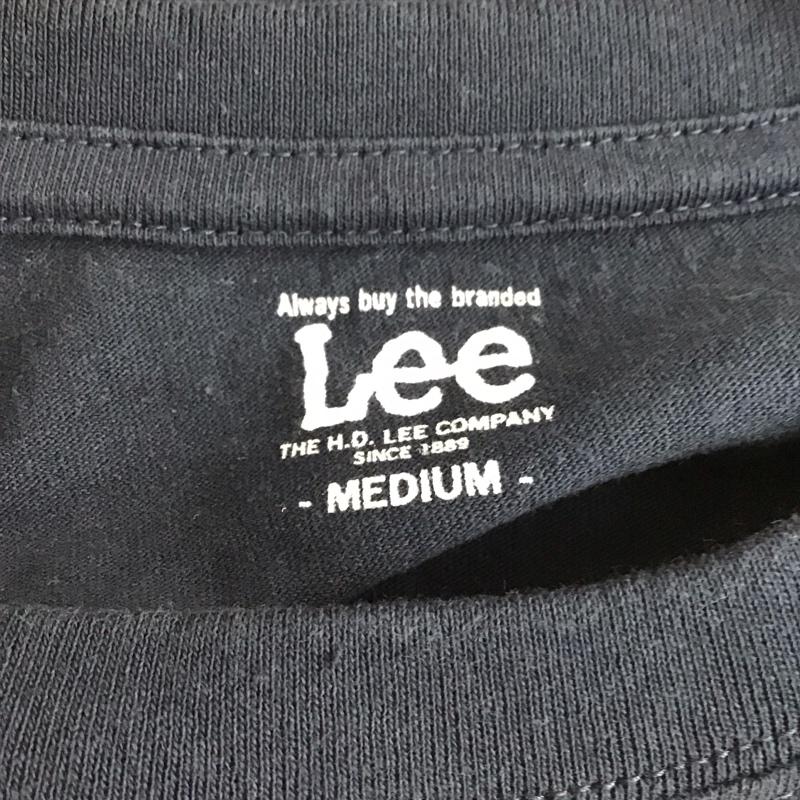 Always buy the branded
Lee
THE H.D. LEE COMPANY
SINCE 1889
- MEDIUM -